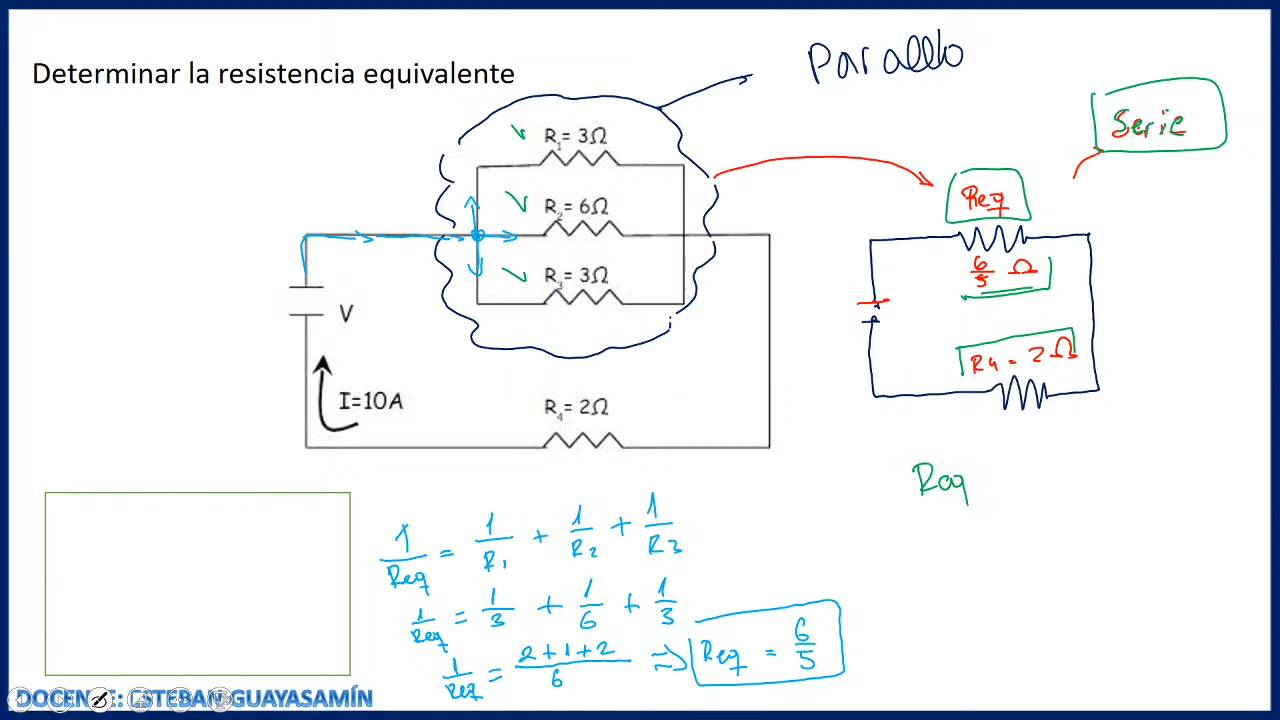 Determinar la resistencia equivalente
Parallo
Serie
R1= 3Ω
R2= 6Ω
R3= 3Ω
V
I=10A
R4= 2Ω
Req
6/5 Ω
R4 = 2Ω
Req
1/Req = 1/R1 + 1/R2 + 1/R3
1/Req = 1/3 + 1/6 + 1/3
1/Req = 2+1+2/6 => Req = 6/5
DOCENTE: ESTEBAN GUAYASAMÍN